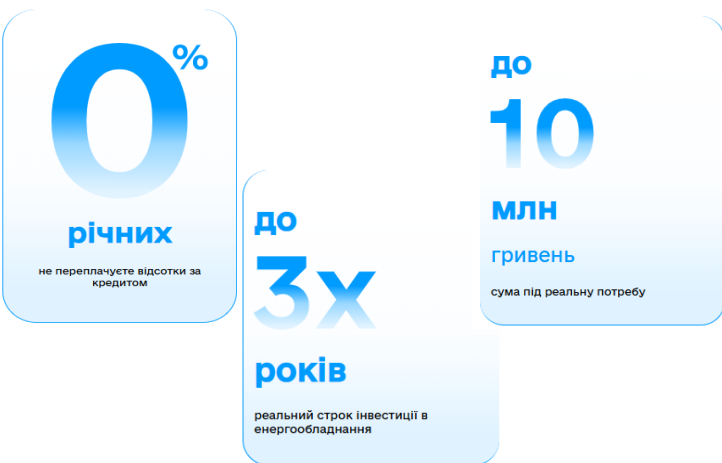 0%
річних
не переплачуєте відсотки за
кредитом
до
3х
років
реальний строк інвестиції в
енергообладнання
до
10
млн
гривень
сума під реальну потребу